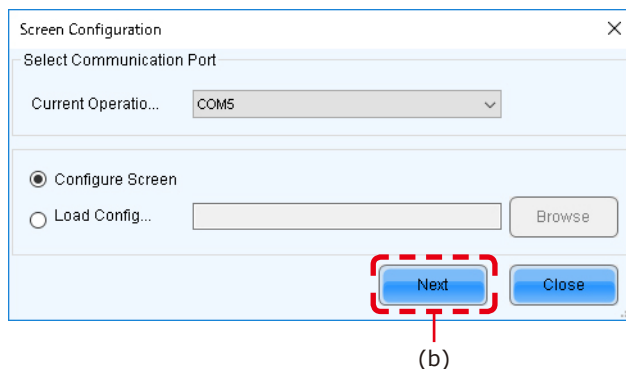 Screen Configuration
Select Communication Port
Current Operatio... COM5
Configure Screen
Load Config... Browse
Next Close
(b)